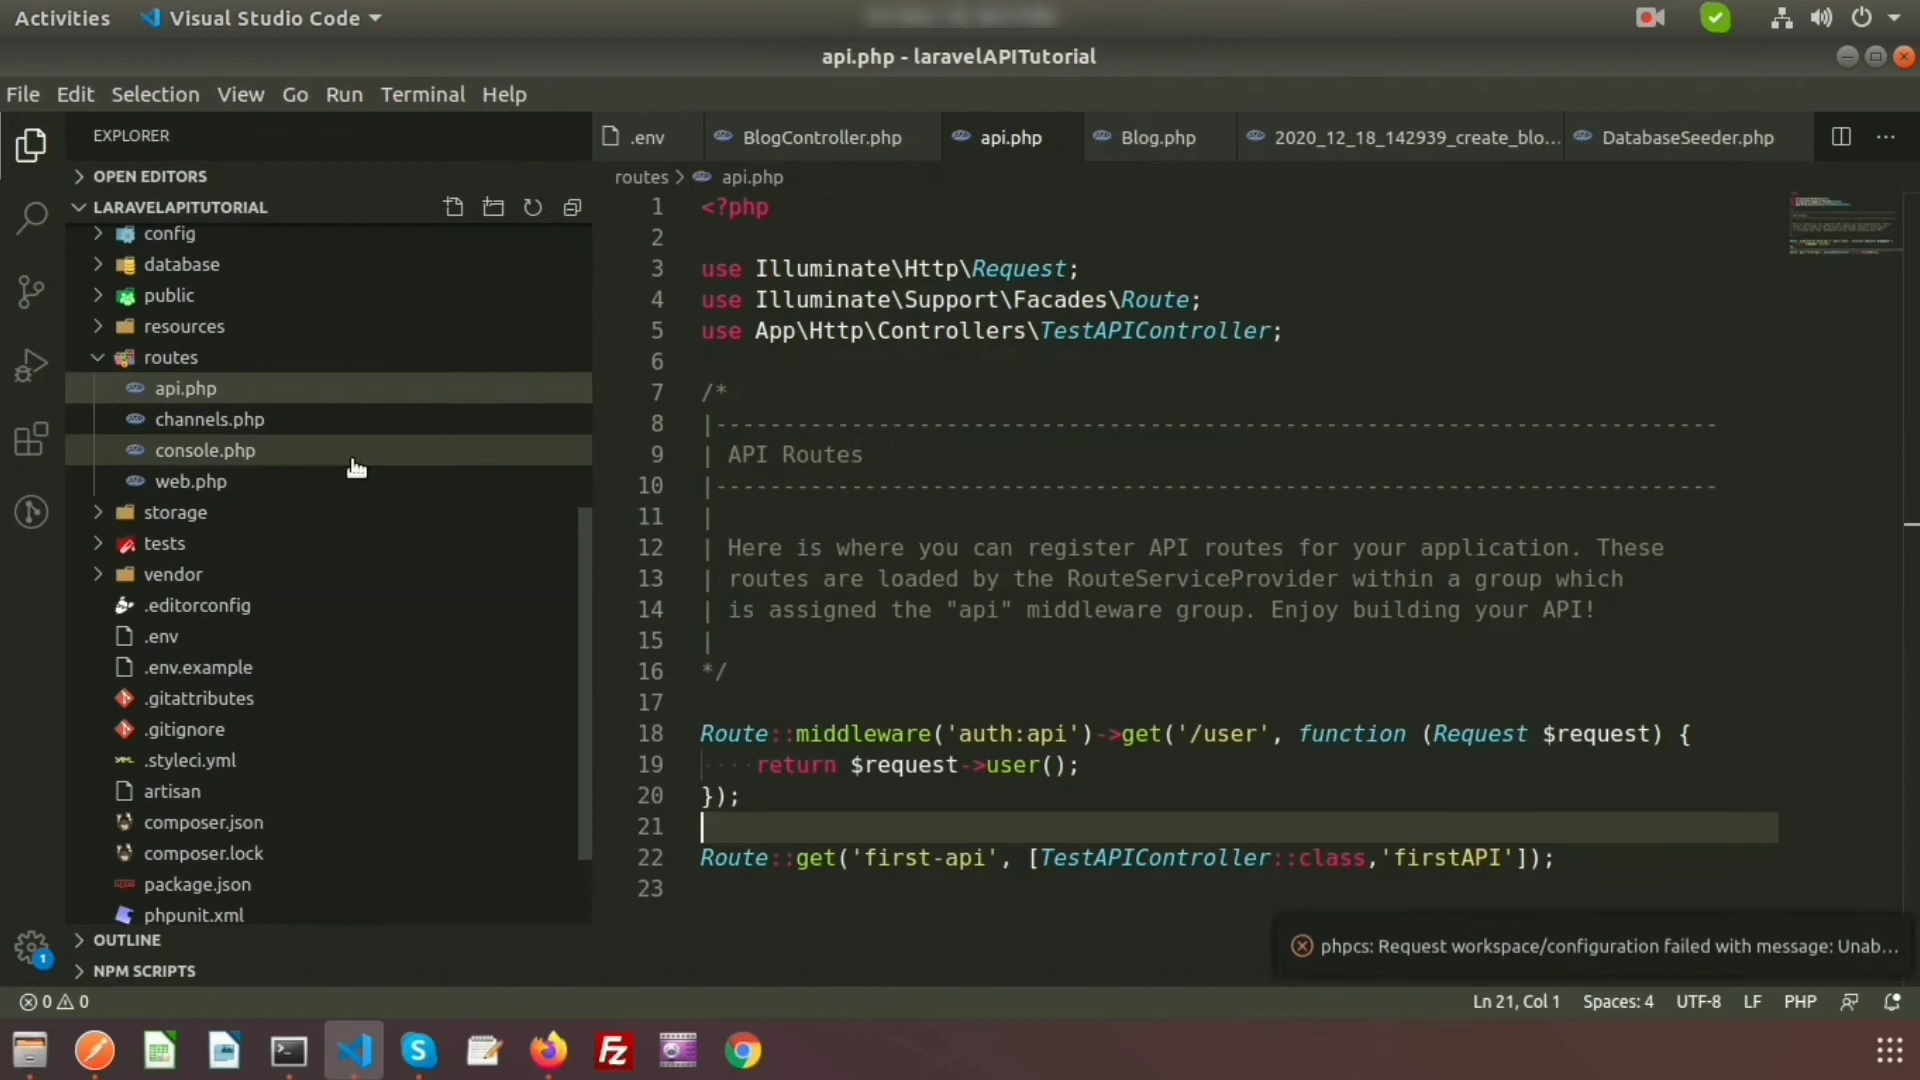 Activities
Visual Studio Code
api.php - laravelAPITutorial
File Edit Selection View Go Run Terminal Help
EXPLORER
.env
BlogController.php
api.php
Blog.php
2020_12_18_142939_create_blo...
DatabaseSeeder.php
OPEN EDITORS
LARAVELAPITUTORIAL
config
database
public
resources
routes
api.php
channels.php
console.php
web.php
storage
tests
vendor
.editorconfig
.env
.env.example
.gitattributes
.gitignore
.styleci.yml
artisan
composer.json
composer.lock
package.json
phpunit.xml
OUTLINE
NPM SCRIPTS
routes > api.php
1 <?php
2
3 use Illuminate\Http\Request;
4 use Illuminate\Support\Facades\Route;
5 use App\Http\Controllers\TestAPIController;
6
7 /*
8 |--------------------------------------------------------------------------
9 | API Routes
10 |--------------------------------------------------------------------------
11 |
12 | Here is where you can register API routes for your application. These
13 | routes are loaded by the RouteServiceProvider within a group which
14 | is assigned the "api" middleware group. Enjoy building your API!
15 |
16 */
17
18 Route::middleware('auth:api')->get('/user', function (Request $request) {
19 ····return $request->user();
20 });
21
22 Route::get('first-api', [TestAPIController::class,'firstAPI']);
23
phpcs: Request workspace/configuration failed with message: Unab...
1
0 0
Ln 21, Col 1 Spaces: 4 UTF-8 LF PHP